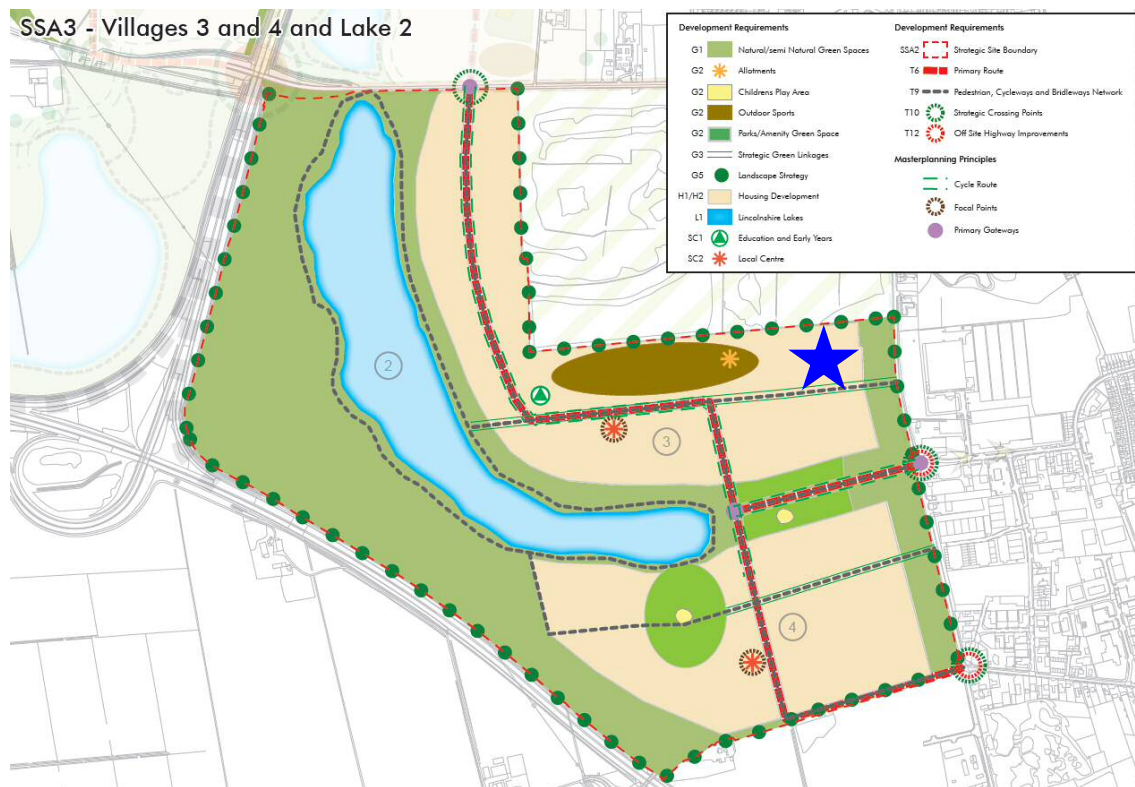 SSA3 - Villages 3 and 4 and Lake 2
Development Requirements
G1 Natural/semi Natural Green Spaces
G2 Allotments
G2 Childrens Play Area
G2 Outdoor Sports
G2 Parks/Amenity Green Space
G3 Strategic Green Linkages
G5 Landscape Strategy
H1/H2 Housing Development
L1 Lincolnshire Lakes
SC1 Education and Early Years
SC2 Local Centre
Development Requirements
SSA2 Strategic Site Boundary
T6 Primary Route
T9 Pedestrian, Cycleways and Bridleways Network
T10 Strategic Crossing Points
T12 Off Site Highway Improvements
Masterplanning Principles
Cycle Route
Focal Points
Primary Gateways
2
3
4